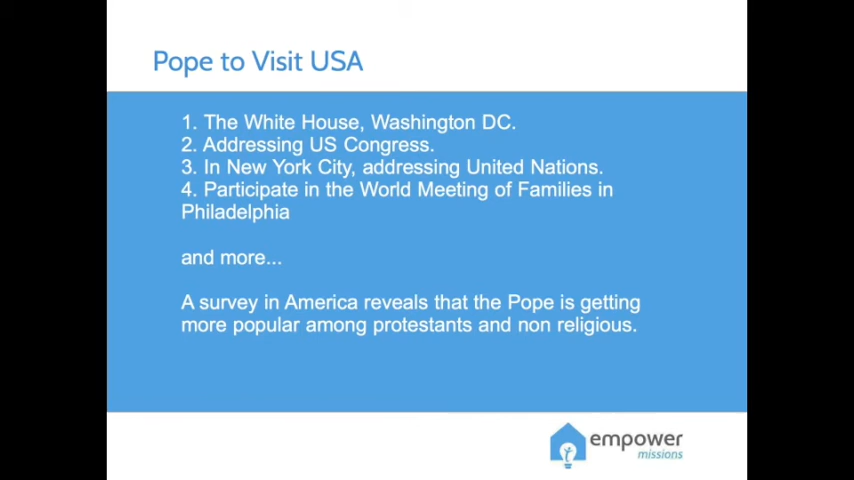 Pope to Visit USA
1. The White House, Washington DC.
2. Addressing US Congress.
3. In New York City, addressing United Nations.
4. Participate in the World Meeting of Families in
Philadelphia
and more...
A survey in America reveals that the Pope is getting
more popular among protestants and non religious.
empower
missions